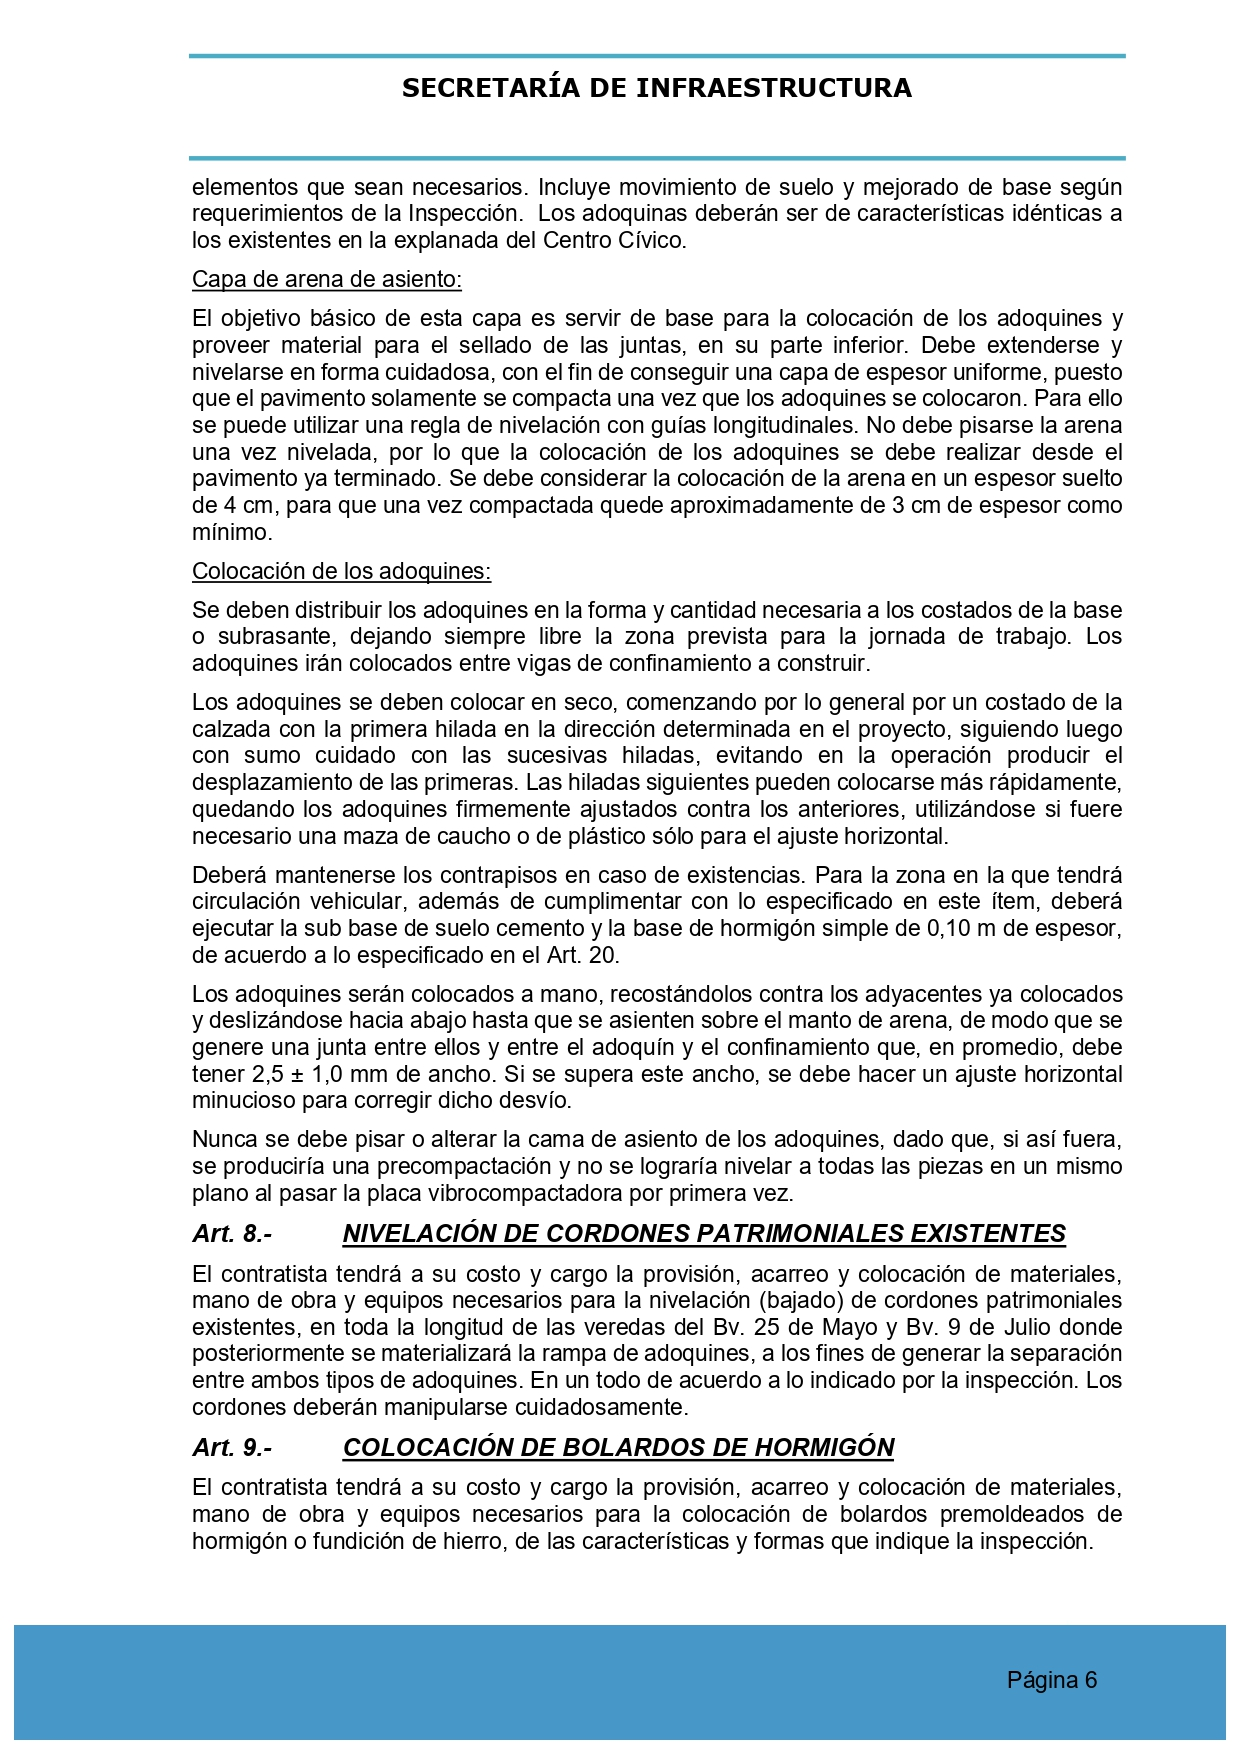 SECRETARÍA DE INFRAESTRUCTURA
elementos que sean necesarios. Incluye movimiento de suelo y mejorado de base según
requerimientos de la Inspección.  Los adoquinas deberán ser de características idénticas a
los existentes en la explanada del Centro Cívico.
Capa de arena de asiento:
El objetivo básico de esta capa es servir de base para la colocación de los adoquines y
proveer material para el sellado de las juntas, en su parte inferior. Debe extenderse y
nivelarse en forma cuidadosa, con el fin de conseguir una capa de espesor uniforme, puesto
que el pavimento solamente se compacta una vez que los adoquines se colocaron. Para ello
se puede utilizar una regla de nivelación con guías longitudinales. No debe pisarse la arena
una vez nivelada, por lo que la colocación de los adoquines se debe realizar desde el
pavimento ya terminado. Se debe considerar la colocación de la arena en un espesor suelto
de 4 cm, para que una vez compactada quede aproximadamente de 3 cm de espesor como
mínimo.
Colocación de los adoquines:
Se deben distribuir los adoquines en la forma y cantidad necesaria a los costados de la base
o subrasante, dejando siempre libre la zona prevista para la jornada de trabajo. Los
adoquines irán colocados entre vigas de confinamiento a construir.
Los adoquines se deben colocar en seco, comenzando por lo general por un costado de la
calzada con la primera hilada en la dirección determinada en el proyecto, siguiendo luego
con sumo cuidado con las sucesivas hiladas, evitando en la operación producir el
desplazamiento de las primeras. Las hiladas siguientes pueden colocarse más rápidamente,
quedando los adoquines firmemente ajustados contra los anteriores, utilizándose si fuere
necesario una maza de caucho o de plástico sólo para el ajuste horizontal.
Deberá mantenerse los contrapisos en caso de existencias. Para la zona en la que tendrá
circulación vehicular, además de cumplimentar con lo especificado en este ítem, deberá
ejecutar la sub base de suelo cemento y la base de hormigón simple de 0,10 m de espesor,
de acuerdo a lo especificado en el Art. 20.
Los adoquines serán colocados a mano, recostándolos contra los adyacentes ya colocados
y deslizándose hacia abajo hasta que se asienten sobre el manto de arena, de modo que se
genere una junta entre ellos y entre el adoquín y el confinamiento que, en promedio, debe
tener 2,5 ± 1,0 mm de ancho. Si se supera este ancho, se debe hacer un ajuste horizontal
minucioso para corregir dicho desvío.
Nunca se debe pisar o alterar la cama de asiento de los adoquines, dado que, si así fuera,
se produciría una precompactación y no se lograría nivelar a todas las piezas en un mismo
plano al pasar la placa vibrocompactadora por primera vez.
Art. 8.- NIVELACIÓN DE CORDONES PATRIMONIALES EXISTENTES
El contratista tendrá a su costo y cargo la provisión, acarreo y colocación de materiales,
mano de obra y equipos necesarios para la nivelación (bajado) de cordones patrimoniales
existentes, en toda la longitud de las veredas del Bv. 25 de Mayo y Bv. 9 de Julio donde
posteriormente se materializará la rampa de adoquines, a los fines de generar la separación
entre ambos tipos de adoquines. En un todo de acuerdo a lo indicado por la inspección. Los
cordones deberán manipularse cuidadosamente.
Art. 9.- COLOCACIÓN DE BOLARDOS DE HORMIGÓN
El contratista tendrá a su costo y cargo la provisión, acarreo y colocación de materiales,
mano de obra y equipos necesarios para la colocación de bolardos premoldeados de
hormigón o fundición de hierro, de las características y formas que indique la inspección.
Página 6